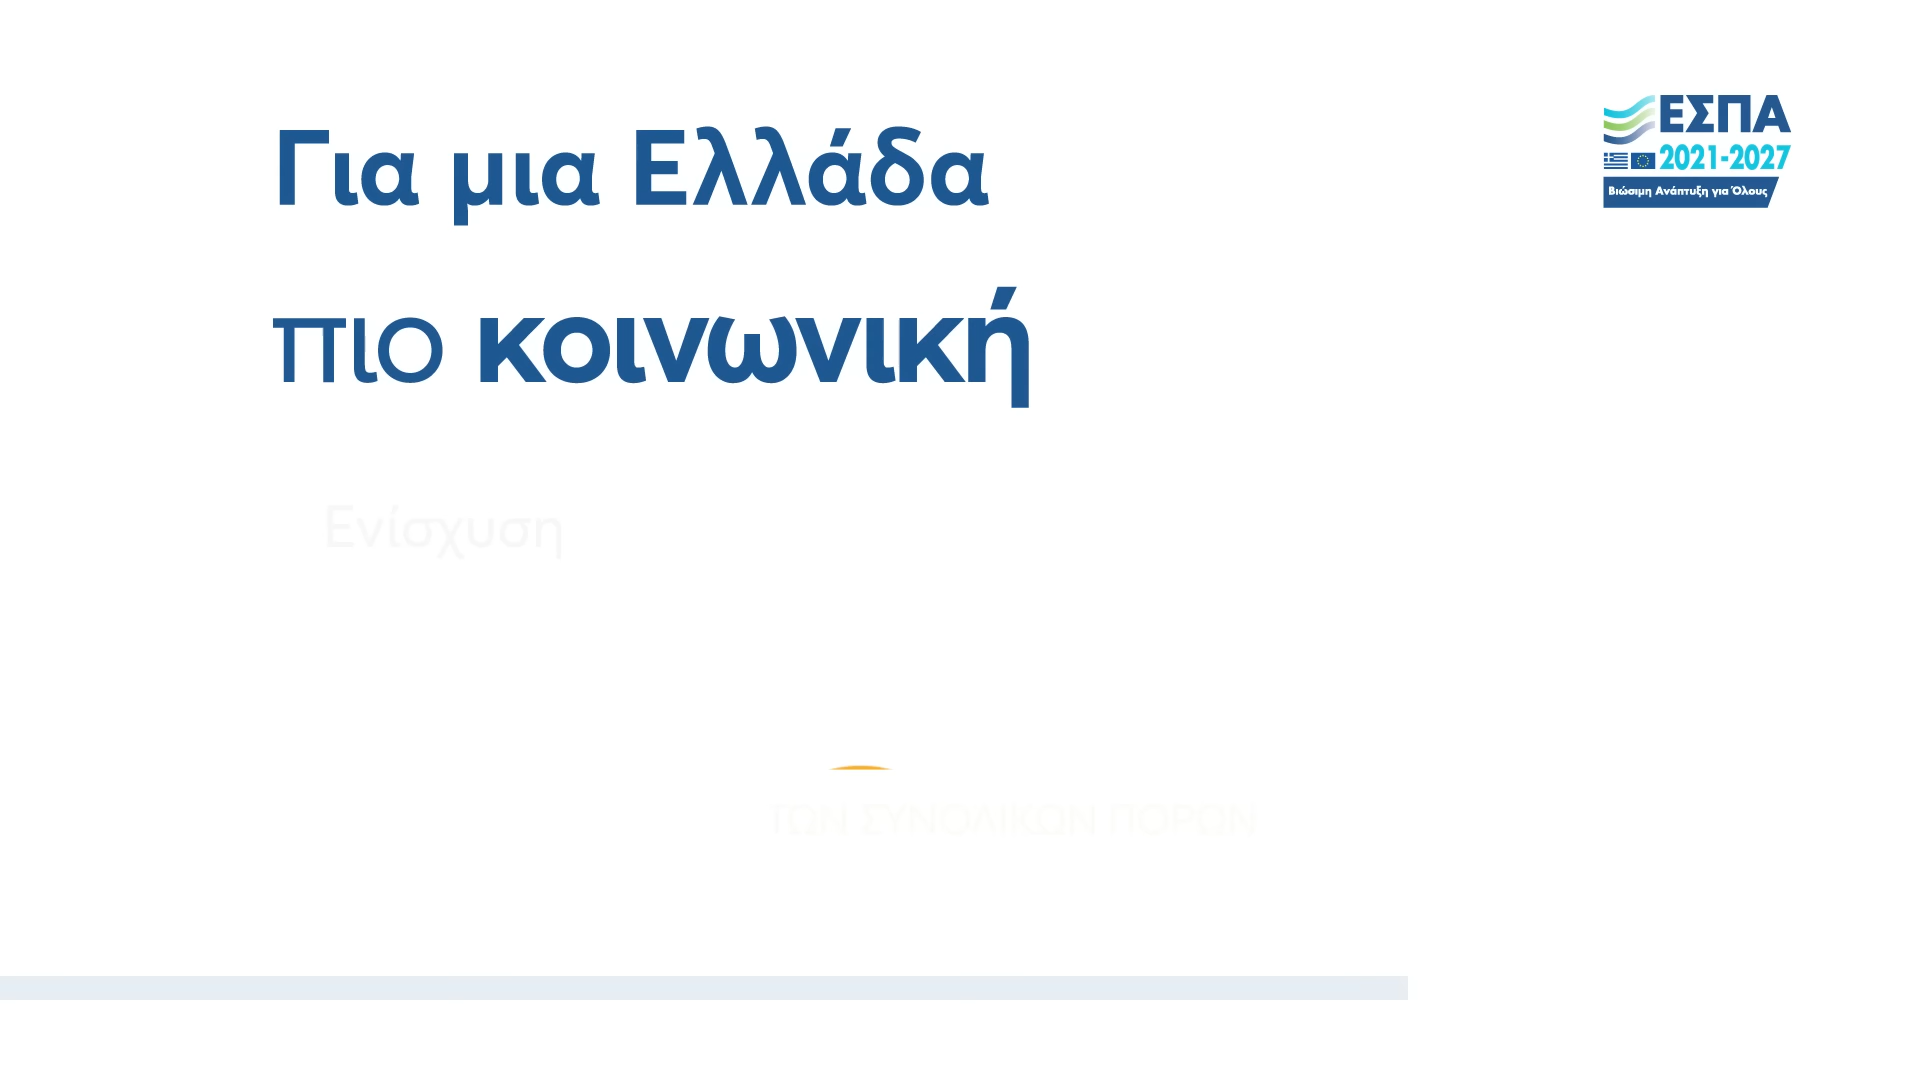 Για μια Ελλάδα
πιο κοινωνική
ΕΣΠΑ
2021-2027
Βιώσιμη Ανάπτυξη για Όλους
Ενίσχυση
ΤΩΝ ΣΥΝΟΛΙΚΩΝ ΠΟΡΩΝ